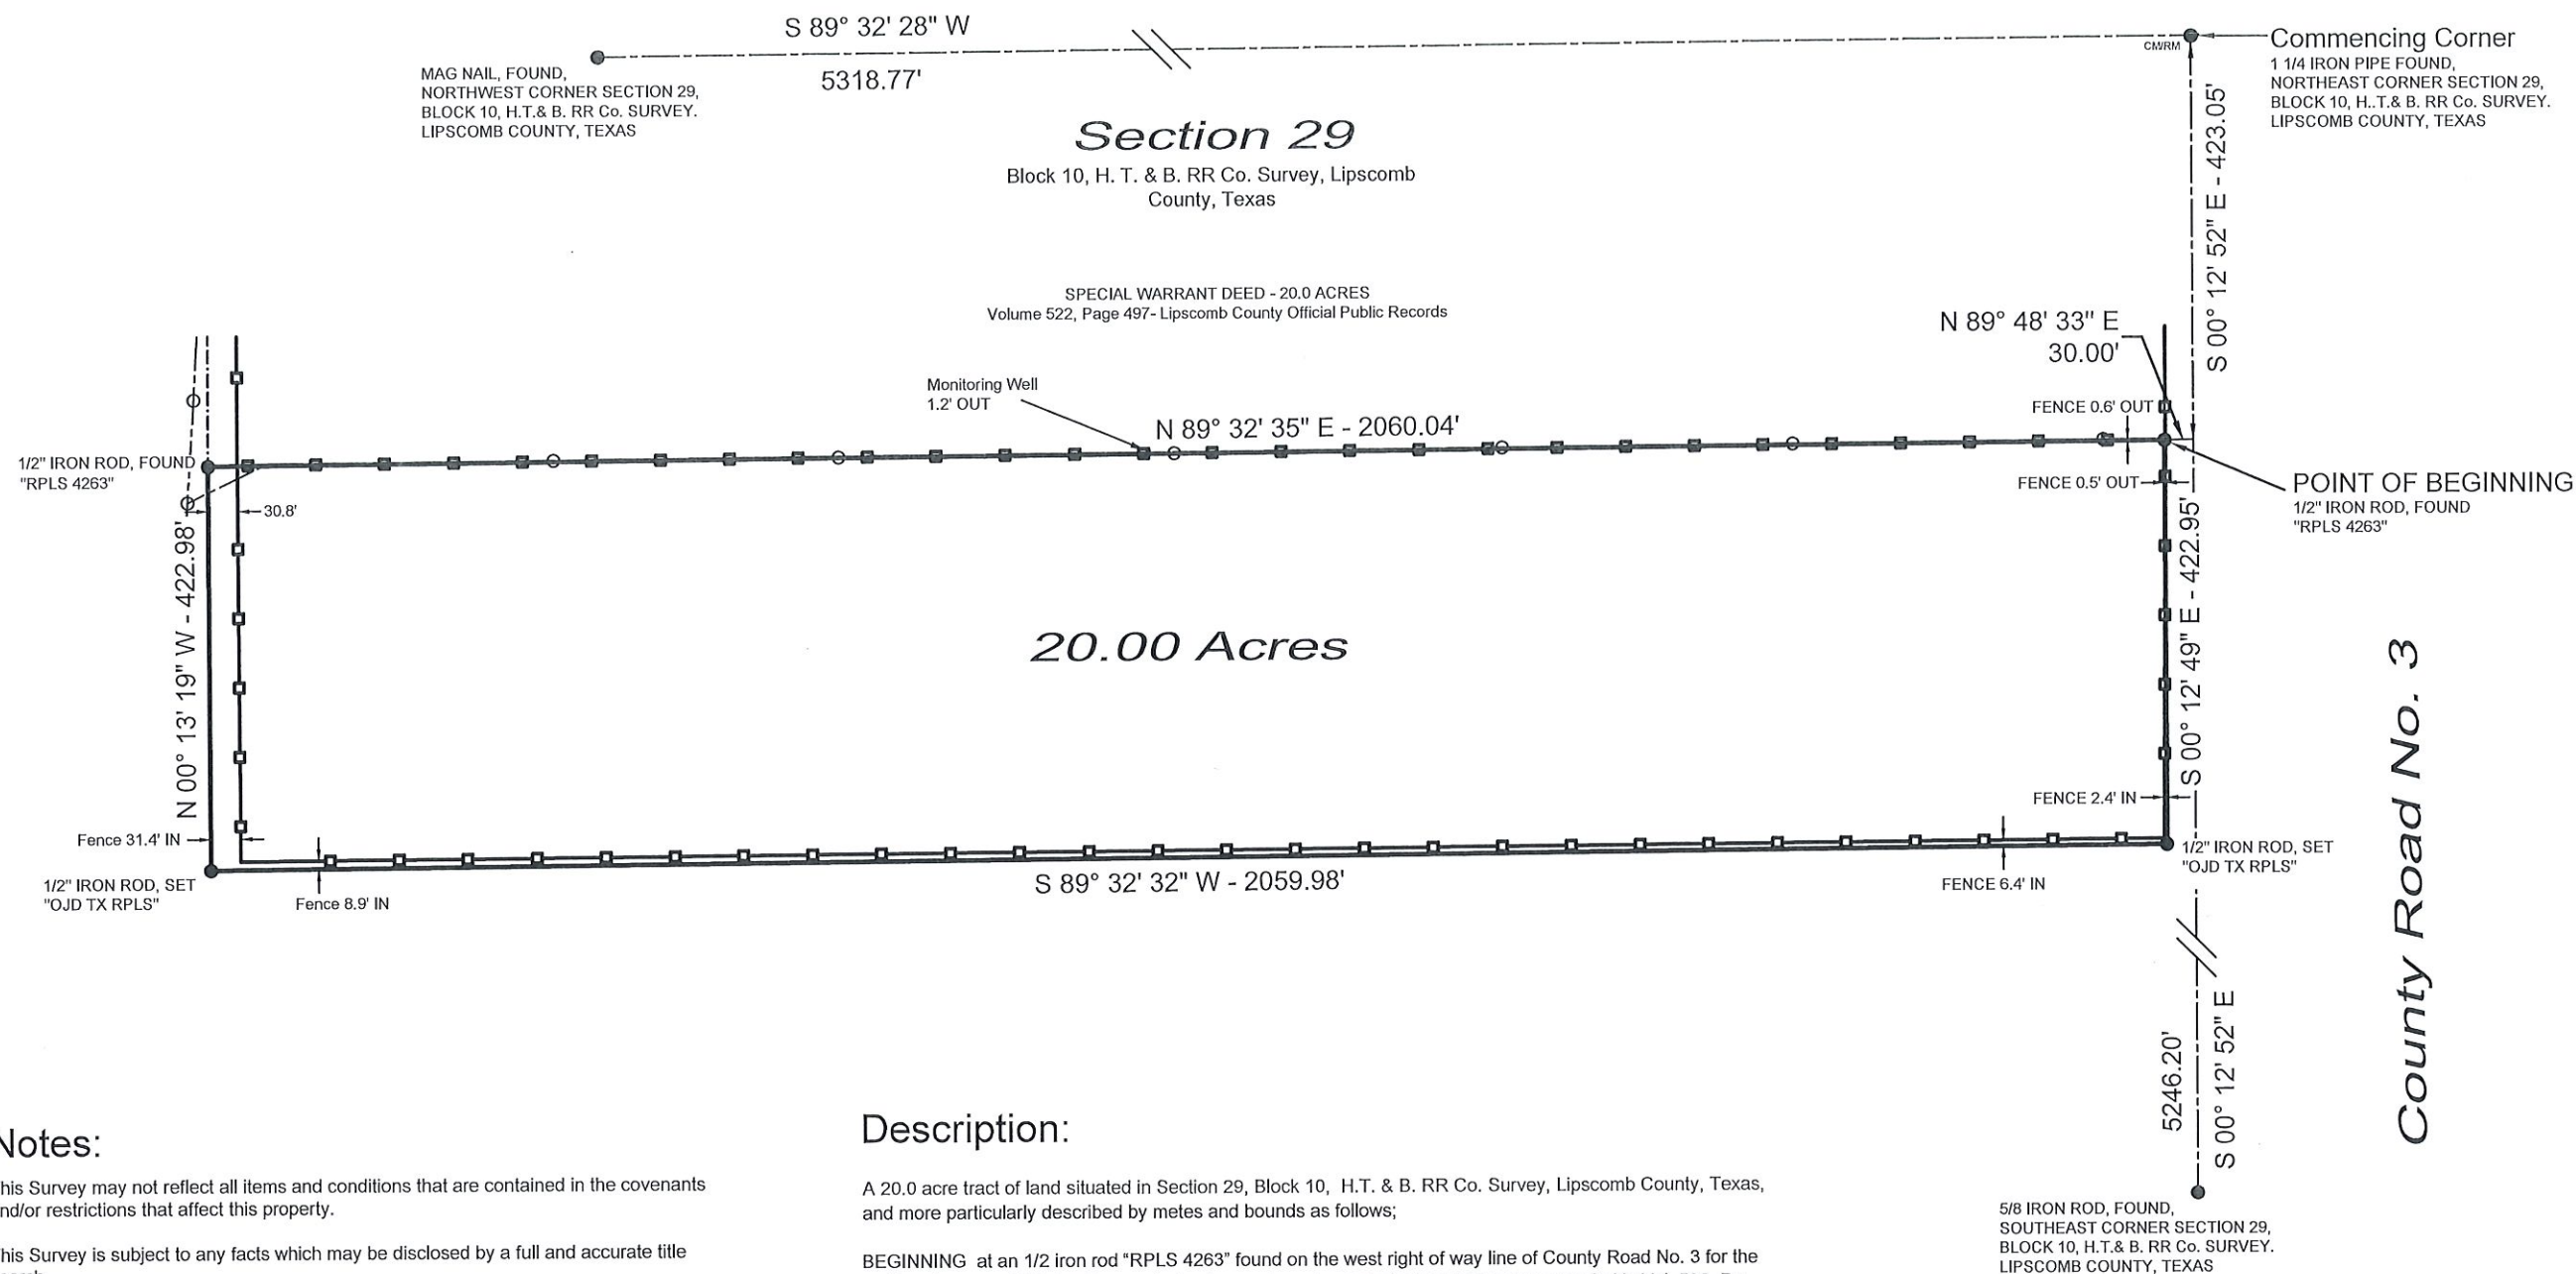 S 89° 32' 28" W
5318.77'
MAG NAIL, FOUND,
NORTHWEST CORNER SECTION 29,
BLOCK 10, H.T.& B. RR Co. SURVEY.
LIPSCOMB COUNTY, TEXAS
CM/RM
Commencing Corner
1 1/4 IRON PIPE FOUND,
NORTHEAST CORNER SECTION 29,
BLOCK 10, H..T.& B. RR Co. SURVEY.
LIPSCOMB COUNTY, TEXAS
S 00° 12' 52" E - 423.05'
Section 29
Block 10, H. T. & B. RR Co. Survey, Lipscomb
County, Texas
SPECIAL WARRANT DEED - 20.0 ACRES
Volume 522, Page 497- Lipscomb County Official Public Records
N 89° 48' 33" E
30.00'
Monitoring Well
1.2' OUT
N 89° 32' 35" E - 2060.04'
FENCE 0.6' OUT
1/2" IRON ROD, FOUND
"RPLS 4263"
30.8'
FENCE 0.5' OUT
POINT OF BEGINNING
1/2" IRON ROD, FOUND
"RPLS 4263"
N 00° 13' 19" W - 422.98'
20.00 Acres
S 00° 12' 49" E - 422.95'
County Road No. 3
FENCE 2.4' IN
Fence 31.4' IN
1/2" IRON ROD, SET
"OJD TX RPLS"
Fence 8.9' IN
S 89° 32' 32" W - 2059.98'
FENCE 6.4' IN
1/2" IRON ROD, SET
"OJD TX RPLS"
5246.20'
S 00° 12' 52" E
5/8 IRON ROD, FOUND,
SOUTHEAST CORNER SECTION 29,
BLOCK 10, H.T.& B. RR Co. SURVEY.
LIPSCOMB COUNTY, TEXAS
Notes:
his Survey may not reflect all items and conditions that are contained in the covenants
nd/or restrictions that affect this property.
his Survey is subject to any facts which may be disclosed by a full and accurate title
Description:
A 20.0 acre tract of land situated in Section 29, Block 10, H.T. & B. RR Co. Survey, Lipscomb County, Texas,
and more particularly described by metes and bounds as follows;
BEGINNING at an 1/2 iron rod “RPLS 4263” found on the west right of way line of County Road No. 3 for the